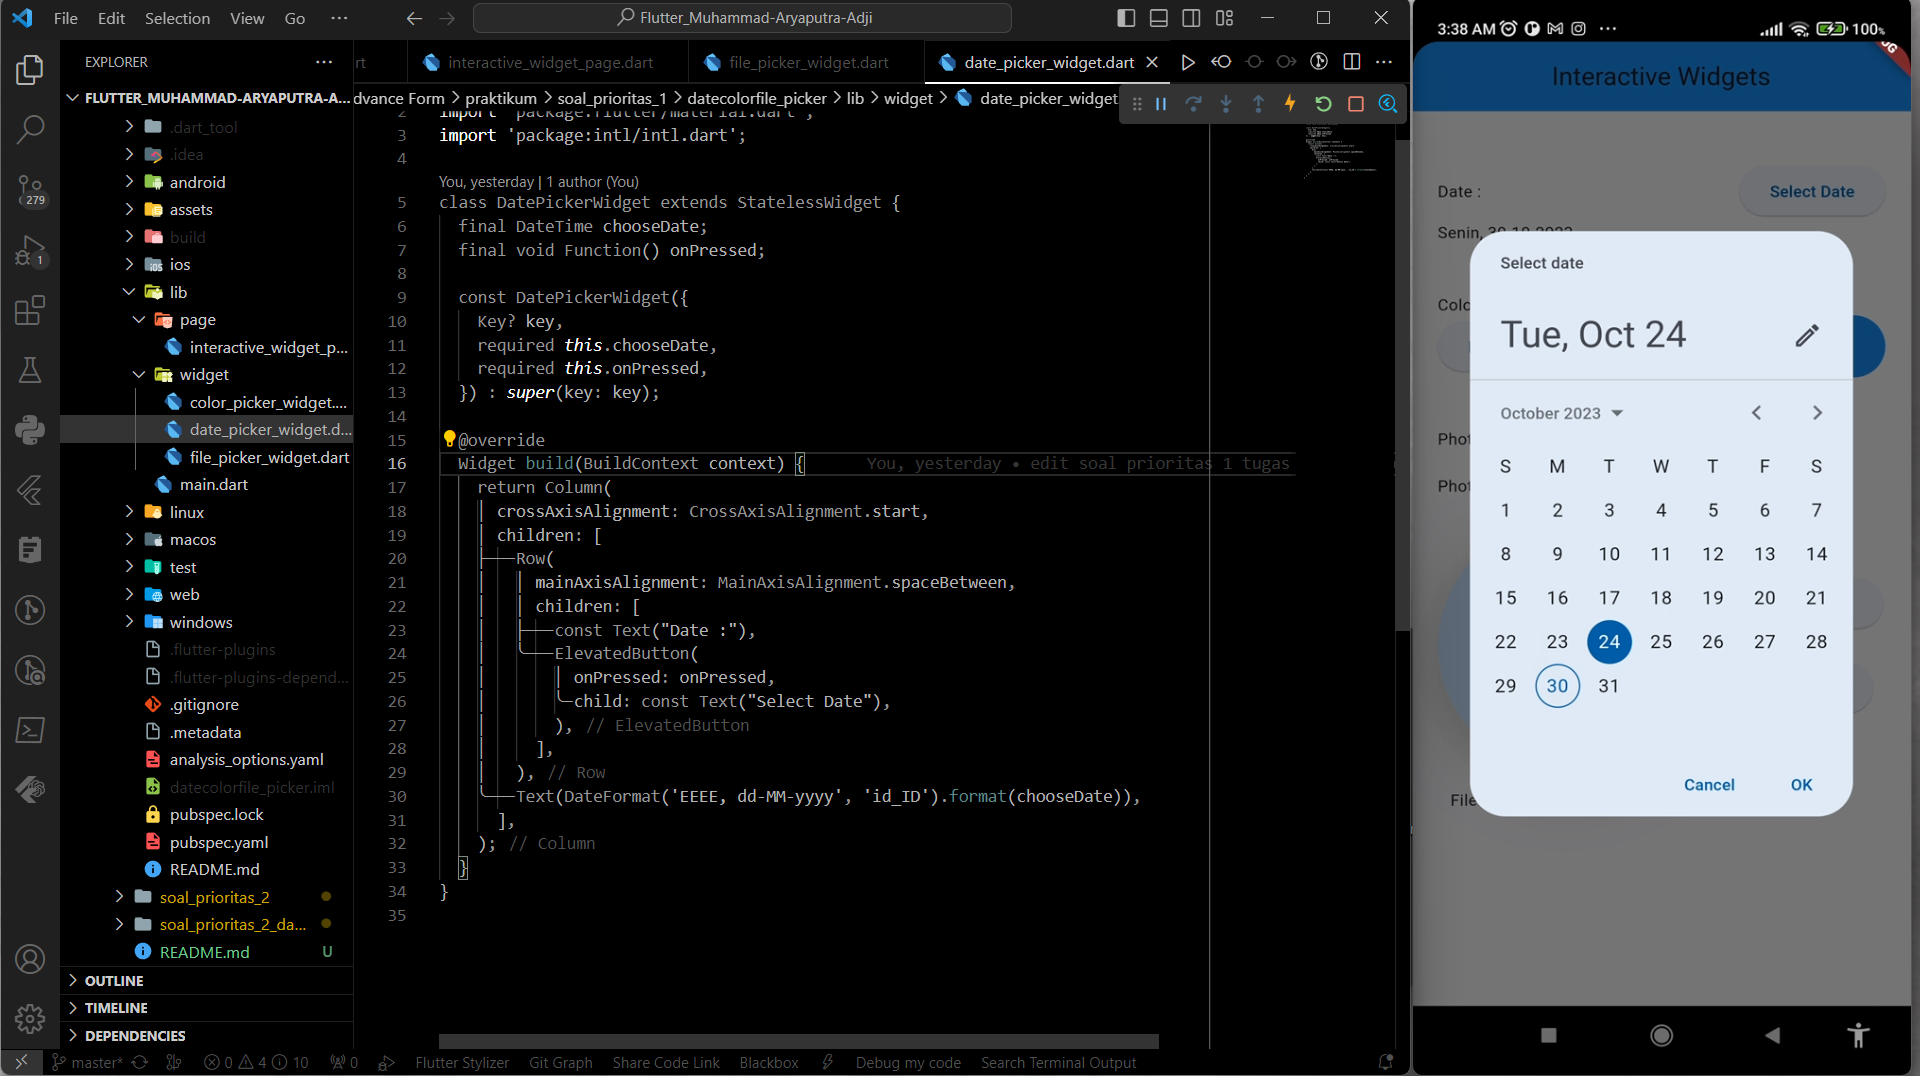 File Edit Selection View Go ···
Flutter_Muhammad-Aryaputra-Adji
EXPLORER
FLUTTER_MUHAMMAD-ARYAPUTRA-A...
.dart_tool
.idea
android
assets
build
ios
lib
page
interactive_widget_p...
widget
color_picker_widget....
date_picker_widget.d...
file_picker_widget.dart
main.dart
linux
macos
test
web
windows
.flutter-plugins
.flutter-plugins-depend...
.gitignore
.metadata
analysis_options.yaml
datecolorfile_picker.iml
pubspec.lock
pubspec.yaml
README.md
soal_prioritas_2
soal_prioritas_2_da...
README.md U
OUTLINE
TIMELINE
DEPENDENCIES
279
1
rt interactive_widget_page.dart file_picker_widget.dart date_picker_widget.dart
dvance Form > praktikum > soal_prioritas_1 > datecolorfile_picker > lib > widget > date_picker_widget
2 import 'package:flutter/material.dart';
3 import 'package:intl/intl.dart';
4
You, yesterday | 1 author (You)
5 class DatePickerWidget extends StatelessWidget {
6 final DateTime chooseDate;
7 final void Function() onPressed;
8
9 const DatePickerWidget({
10 Key? key,
11 required this.chooseDate,
12 required this.onPressed,
13 }) : super(key: key);
14
15 @override
16 Widget build(BuildContext context) { You, yesterday • edit soal prioritas 1 tugas
17 return Column(
18 crossAxisAlignment: CrossAxisAlignment.start,
19 children: [
20 Row(
21 mainAxisAlignment: MainAxisAlignment.spaceBetween,
22 children: [
23 const Text("Date :"),
24 ElevatedButton(
25 onPressed: onPressed,
26 child: const Text("Select Date"),
27 ), // ElevatedButton
28 ],
29 ), // Row
30 Text(DateFormat('EEEE, dd-MM-yyyy', 'id_ID').format(chooseDate)),
31 ],
32 ); // Column
33 }
34 }
35
master* 0 4 10 0 Flutter Stylizer Git Graph Share Code Link Blackbox Debug my code Search Terminal Output
3:38 AM ··· 100%
Interactive Widgets
Date :
Select Date
Senin, 30-10-2023
Colo
Phot
Phot
File
Select date
Tue, Oct 24
October 2023
S M T W T F S
1 2 3 4 5 6 7
8 9 10 11 12 13 14
15 16 17 18 19 20 21
22 23 24 25 26 27 28
29 30 31
Cancel OK